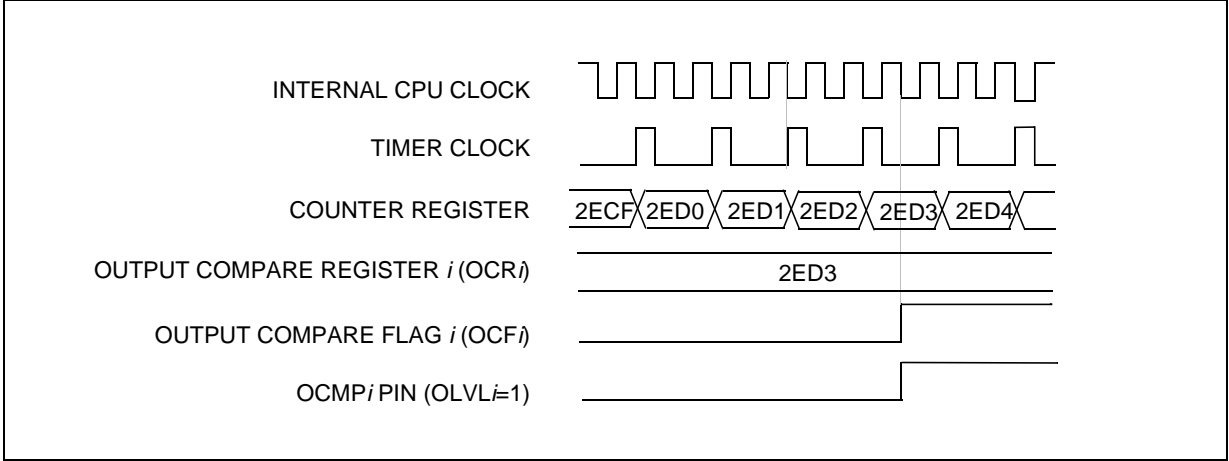 INTERNAL CPU CLOCK
TIMER CLOCK
COUNTER REGISTER 2ECF 2ED0 2ED1 2ED2 2ED3 2ED4
OUTPUT COMPARE REGISTER i (OCRi) 2ED3
OUTPUT COMPARE FLAG i (OCFi)
OCMPi PIN (OLVLi=1)